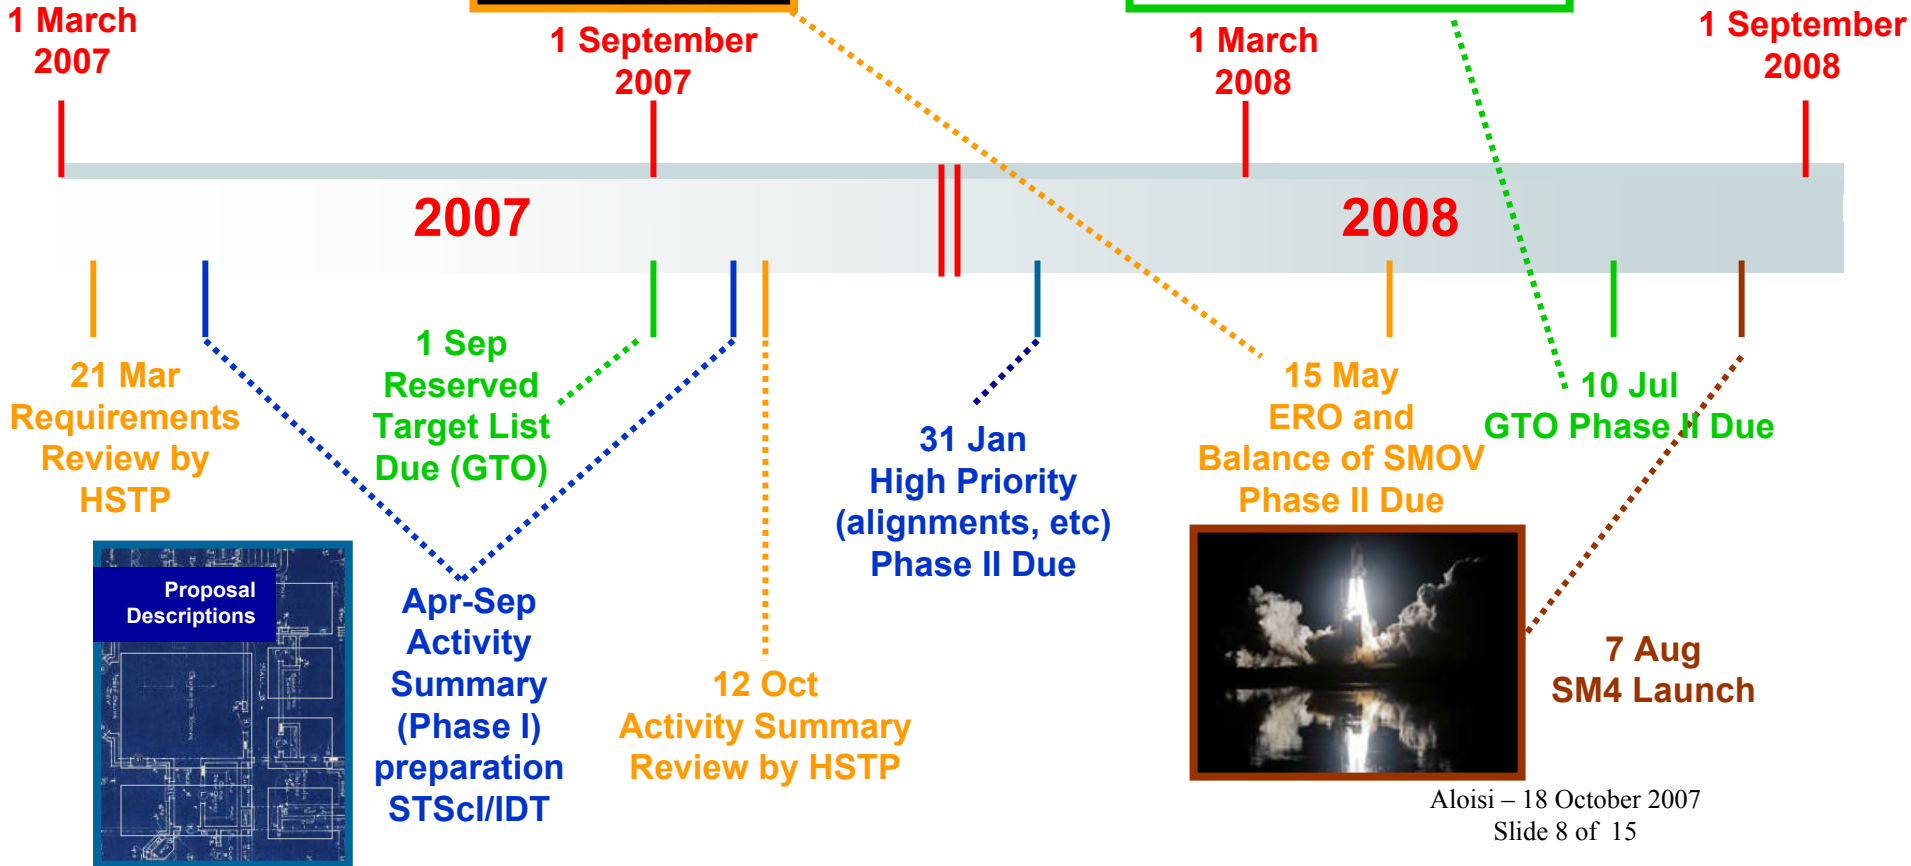 1 March
2007
1 September
2007
1 March
2008
1 September
2008
2007
2008
21 Mar
Requirements
Review by
HSTP
1 Sep
Reserved
Target List
Due (GTO)
31 Jan
High Priority
(alignments, etc)
Phase II Due
15 May
ERO and
Balance of SMOV
Phase II Due
10 Jul
GTO Phase II Due
Proposal
Descriptions
Apr-Sep
Activity
Summary
(Phase I)
preparation
STScI/IDT
12 Oct
Activity Summary
Review by HSTP
7 Aug
SM4 Launch
Aloisi – 18 October 2007
Slide 8 of 15